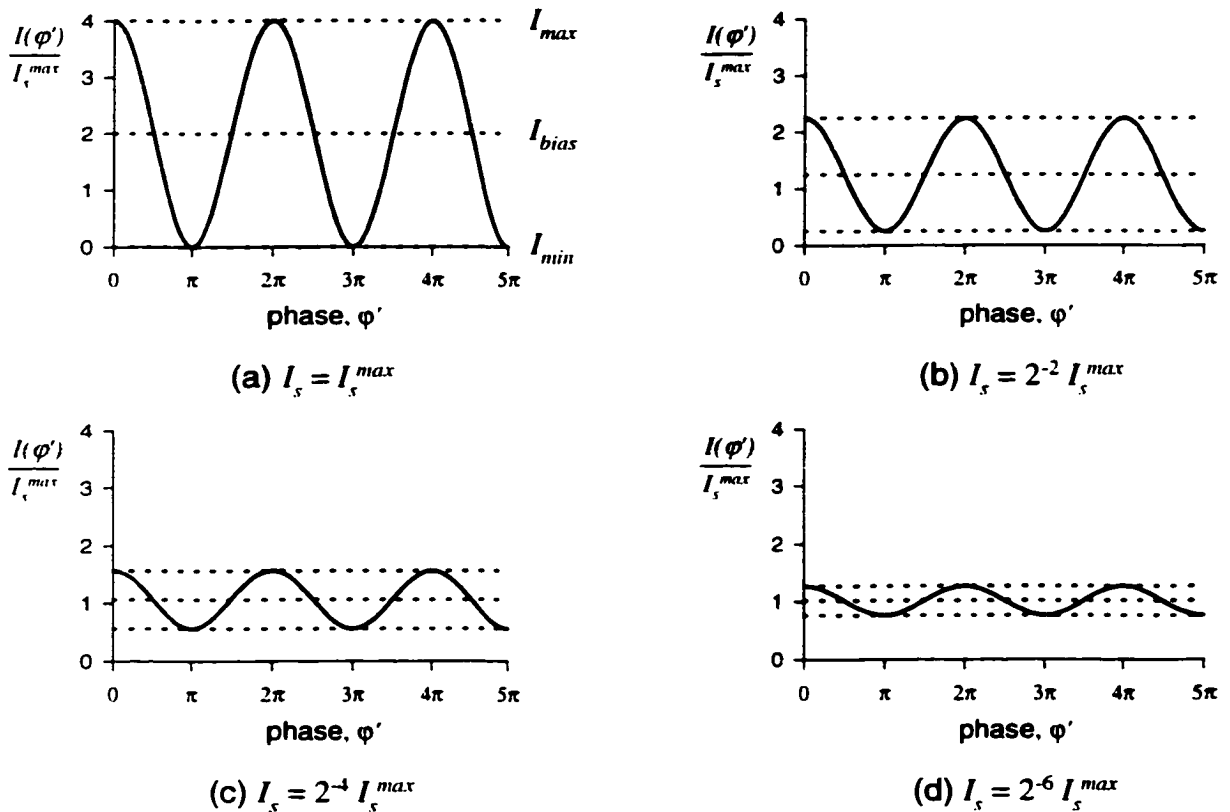 I(φ')
I_s^max
4
3
2
1
0
I_max
I_bias
I_min
0 π 2π 3π 4π 5π
phase, φ'
(a) I_s = I_s^max
I(φ')
I_s^max
4
3
2
1
0
0 π 2π 3π 4π 5π
phase, φ'
(b) I_s = 2^-2 I_s^max
I(φ')
I_s^max
4
3
2
1
0
0 π 2π 3π 4π 5π
phase, φ'
(c) I_s = 2^-4 I_s^max
I(φ')
I_s^max
4
3
2
1
0
0 π 2π 3π 4π 5π
phase, φ'
(d) I_s = 2^-6 I_s^max